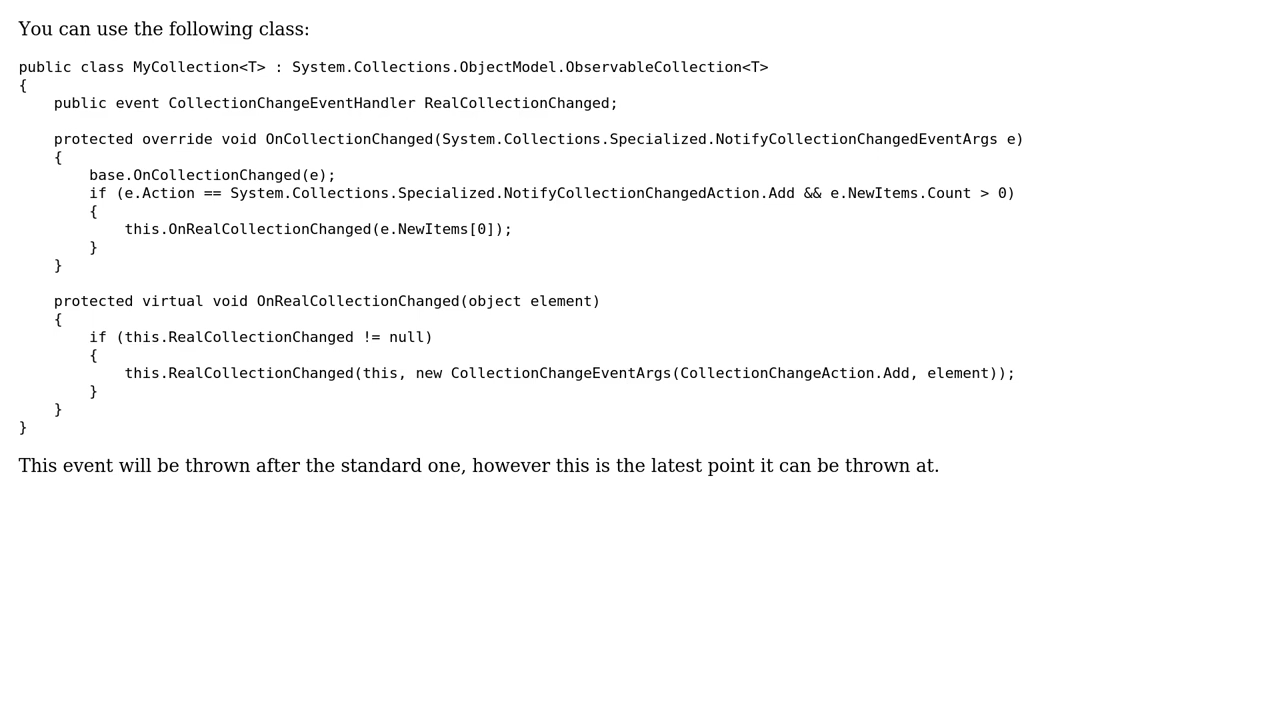 You can use the following class:
public class MyCollection<T> : System.Collections.ObjectModel.ObservableCollection<T>
{
    public event CollectionChangeEventHandler RealCollectionChanged;

    protected override void OnCollectionChanged(System.Collections.Specialized.NotifyCollectionChangedEventArgs e)
    {
        base.OnCollectionChanged(e);
        if (e.Action == System.Collections.Specialized.NotifyCollectionChangedAction.Add && e.NewItems.Count > 0)
        {
            this.OnRealCollectionChanged(e.NewItems[0]);
        }
    }

    protected virtual void OnRealCollectionChanged(object element)
    {
        if (this.RealCollectionChanged != null)
        {
            this.RealCollectionChanged(this, new CollectionChangeEventArgs(CollectionChangeAction.Add, element));
        }
    }
}
This event will be thrown after the standard one, however this is the latest point it can be thrown at.